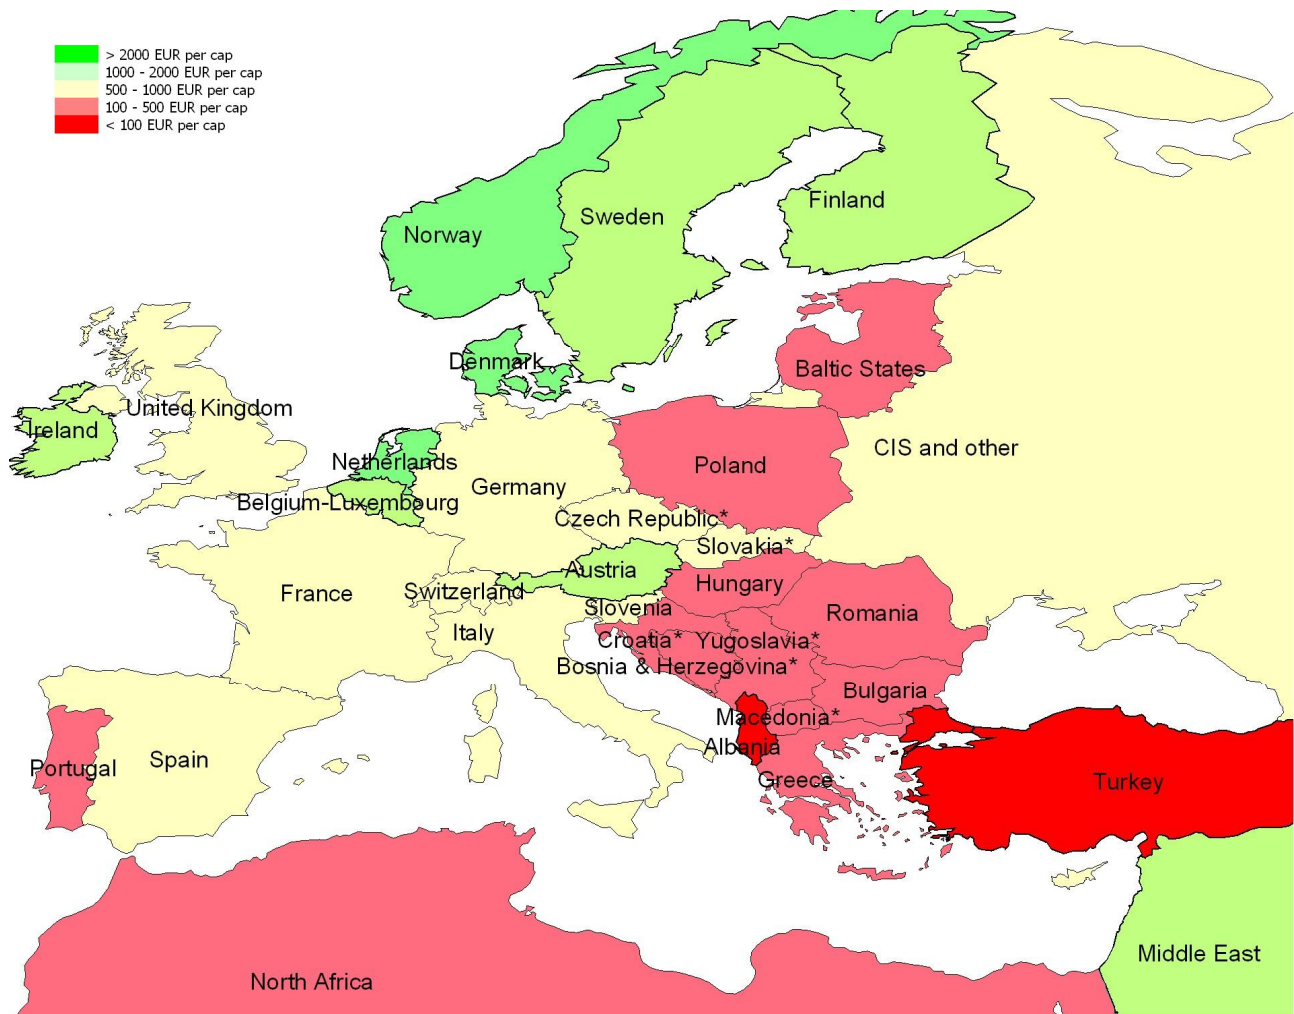 > 2000 EUR per cap
1000 - 2000 EUR per cap
500 - 1000 EUR per cap
100 - 500 EUR per cap
< 100 EUR per cap
Finland
Sweden
Norway
Denmark
Baltic States
United Kingdom
Ireland
CIS and other
Netherlands
Poland
Germany
Belgium-Luxembourg
Czech Republic*
Slovakia*
Austria
Hungary
Switzerland
France
Slovenia
Romania
Italy
Croatia*
Yugoslavia*
Bosnia & Herzegovina*
Bulgaria
Macedonia*
Albania
Spain
Portugal
Greece
Turkey
Middle East
North Africa